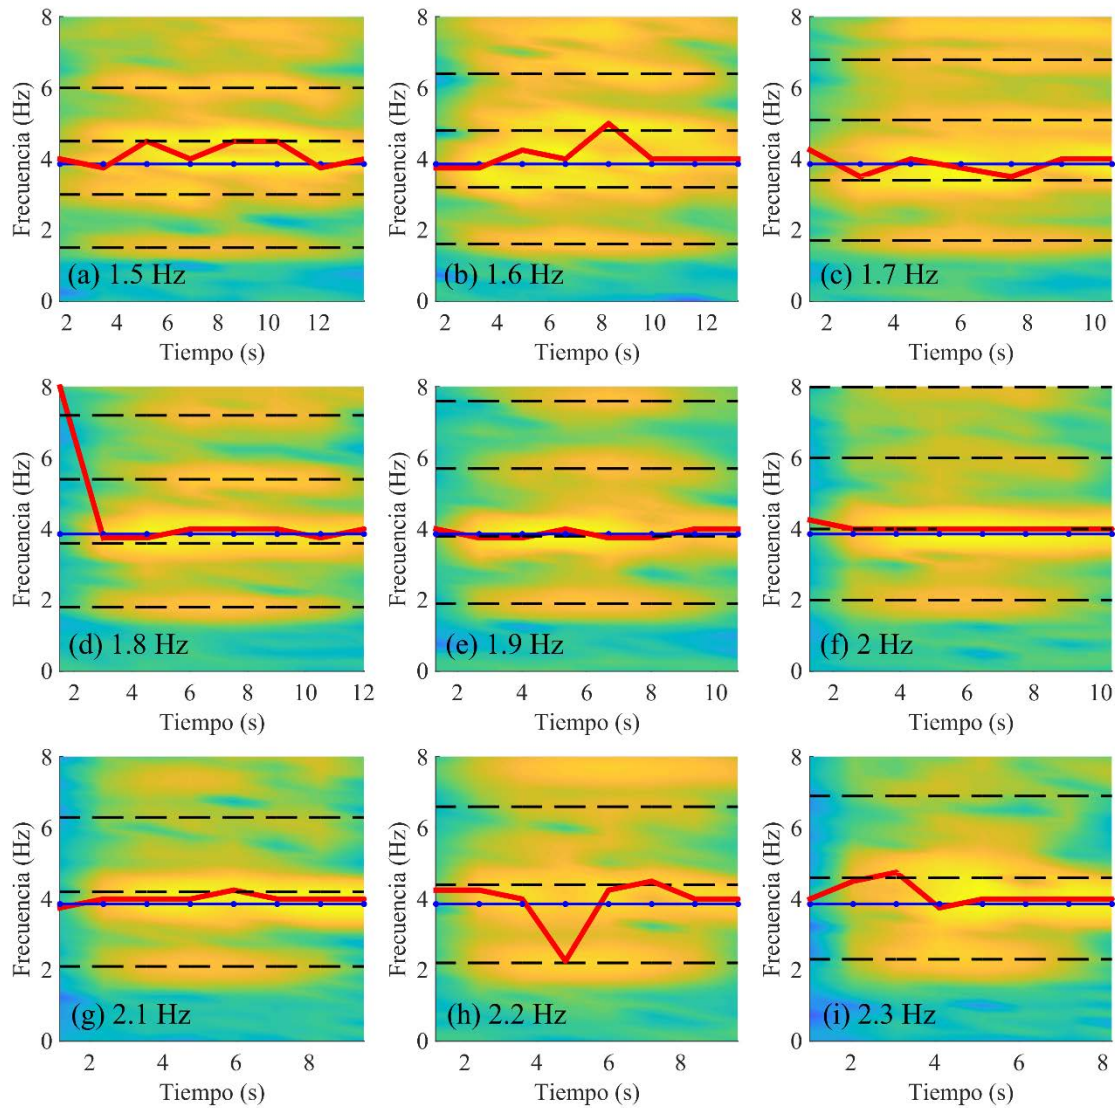 8 8 8
6 6 6
4 4 4
2 2 2
0 0 0
Frecuencia (Hz) Frecuencia (Hz) Frecuencia (Hz)
(a) 1.5 Hz (b) 1.6 Hz (c) 1.7 Hz
2 4 6 8 10 12 2 4 6 8 10 12 2 4 6 8 10
Tiempo (s) Tiempo (s) Tiempo (s)
8 8 8
6 6 6
4 4 4
2 2 2
0 0 0
Frecuencia (Hz) Frecuencia (Hz) Frecuencia (Hz)
(d) 1.8 Hz (e) 1.9 Hz (f) 2 Hz
2 4 6 8 10 12 2 4 6 8 10 2 4 6 8 10
Tiempo (s) Tiempo (s) Tiempo (s)
8 8 8
6 6 6
4 4 4
2 2 2
0 0 0
Frecuencia (Hz) Frecuencia (Hz) Frecuencia (Hz)
(g) 2.1 Hz (h) 2.2 Hz (i) 2.3 Hz
2 4 6 8 2 4 6 8 2 4 6 8
Tiempo (s) Tiempo (s) Tiempo (s)